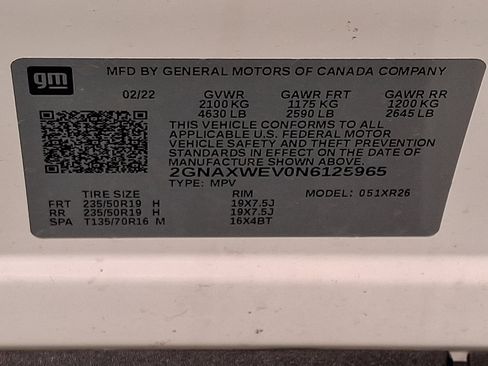 gm
MFD BY GENERAL MOTORS OF CANADA COMPANY
02/22 GVWR GAWR FRT GAWR RR
2100 KG 1175 KG 1200 KG
4630 LB 2590 LB 2645 LB
THIS VEHICLE CONFORMS TO ALL
APPLICABLE U.S. FEDERAL MOTOR
VEHICLE SAFETY AND THEFT PREVENTION
STANDARDS IN EFFECT ON THE DATE OF
MANUFACTURE SHOWN ABOVE.
2GNAXWEV0N6125965
TYPE: MPV MODEL: 051XR26
TIRE SIZE RIM
FRT 235/50R19 H 19X7.5J
RR 235/50R19 H 19X7.5J
SPA T135/70R16 M 16X4BT